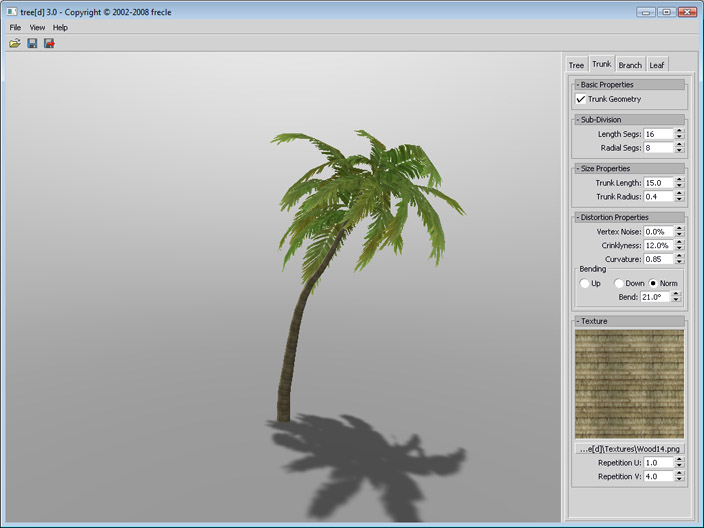 tree[d] 3.0 - Copyright © 2002-2008 frecle
File View Help
Tree Trunk Branch Leaf
- Basic Properties
Trunk Geometry
- Sub-Division
Length Segs: 16
Radial Segs: 8
- Size Properties
Trunk Length: 15.0
Trunk Radius: 0.4
- Distortion Properties
Vertex Noise: 0.0%
Crinklyness: 12.0%
Curvature: 0.85
Bending
Up Down Norm
Bend: 21.0°
- Texture
...e[d]\Textures\Wood14.png
Repetition U: 1.0
Repetition V: 4.0